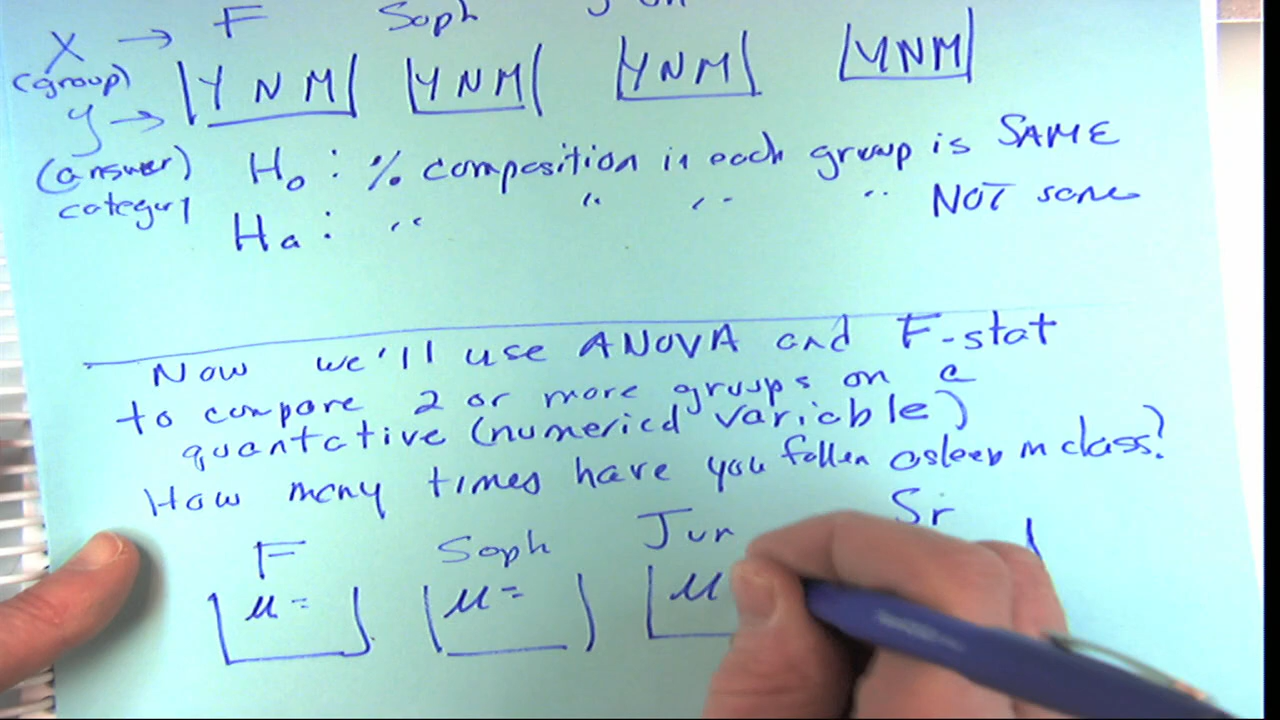 X → F Soph
(group) Y N M Y N M Y N M Y N M
y →
(answer) H₀ : % composition in each group is SAME
category Ha : " " " " NOT same
Now we'll use ANOVA and F-stat
to compare 2 or more groups on a
quantative (numerical variable)
How many times have you fallen asleep in class?
F Soph Jun Sr
μ = μ = μ